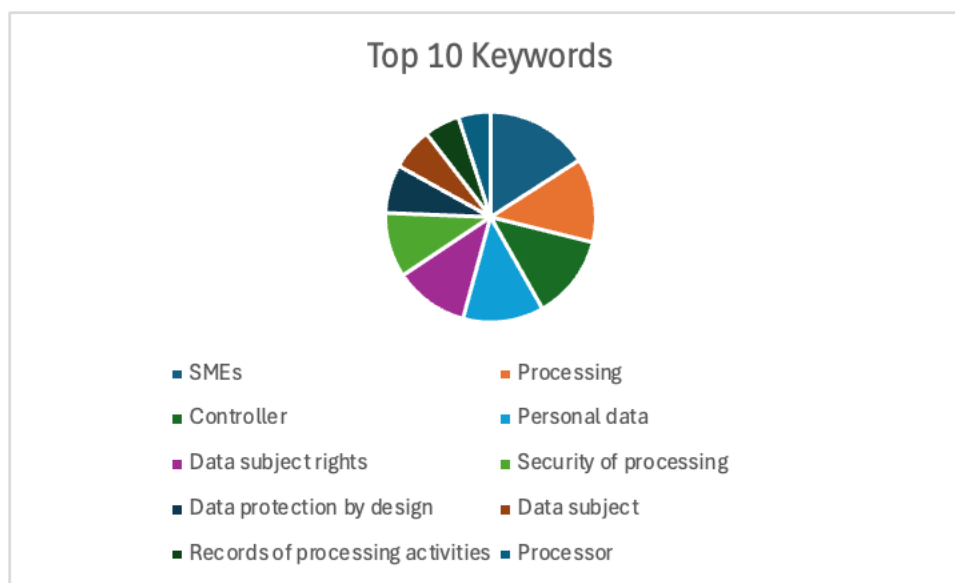 Top 10 Keywords
SMEs
Processing
Controller
Personal data
Data subject rights
Security of processing
Data protection by design
Data subject
Records of processing activities
Processor